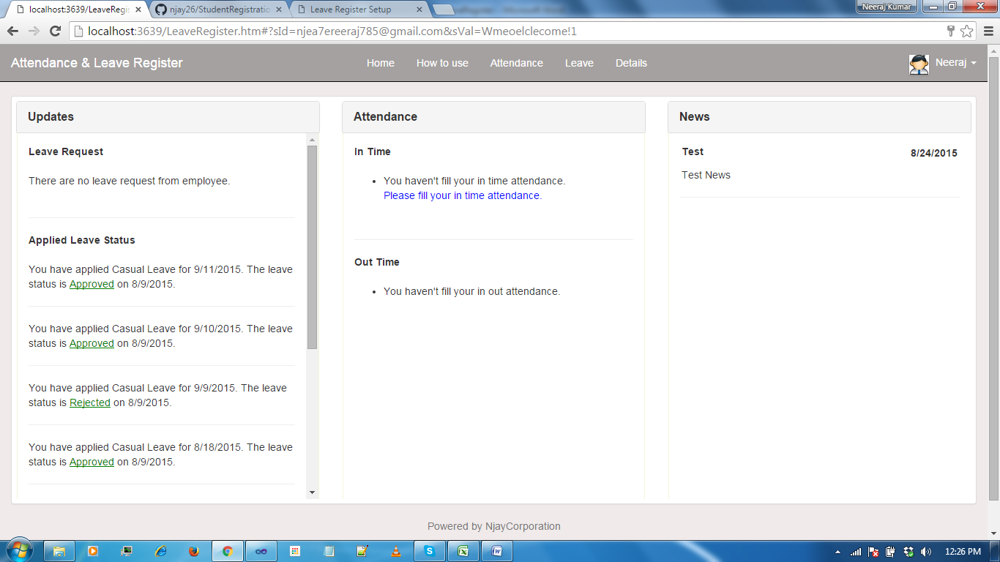 localhost:3639/LeaveRegis
njay26/StudentRegistratio
Leave Register Setup
Neeraj Kumar
localhost:3639/LeaveRegister.htm#?sId=njea7ereeraj785@gmail.com&sVal=Wmeoelclecome!1
Attendance & Leave Register
Home
How to use
Attendance
Leave
Details
Neeraj
Updates
Leave Request
There are no leave request from employee.
Applied Leave Status
You have applied Casual Leave for 9/11/2015. The leave
status is Approved on 8/9/2015.
You have applied Casual Leave for 9/10/2015. The leave
status is Approved on 8/9/2015.
You have applied Casual Leave for 9/9/2015. The leave
status is Rejected on 8/9/2015.
You have applied Casual Leave for 8/18/2015. The leave
status is Approved on 8/9/2015.
Attendance
In Time
You haven't fill your in time attendance.
Please fill your in time attendance.
Out Time
You haven't fill your in out attendance.
News
Test
8/24/2015
Test News
Powered by NjayCorporation
12:26 PM